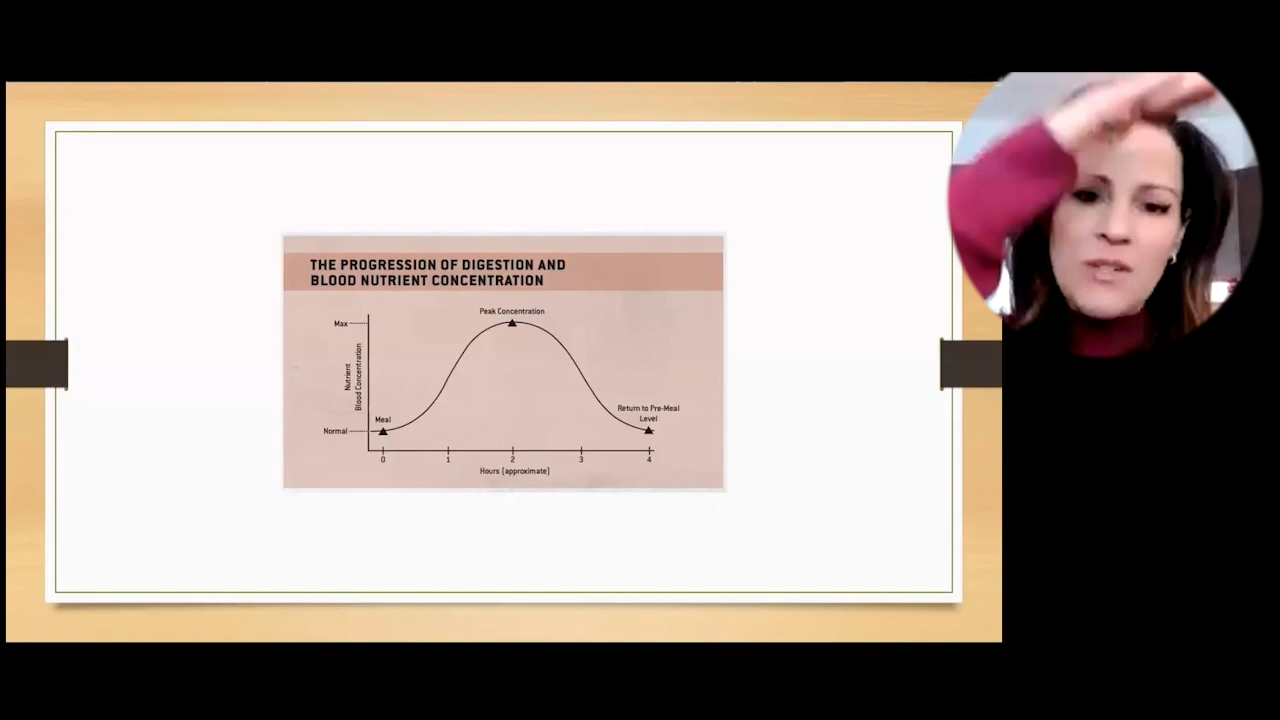 THE PROGRESSION OF DIGESTION AND
BLOOD NUTRIENT CONCENTRATION
Peak Concentration
Max
Nutrient
Blood Concentration
Meal
Return to Pre-Meal
Level
Normal
0 1 2 3 4
Hours (approximate)